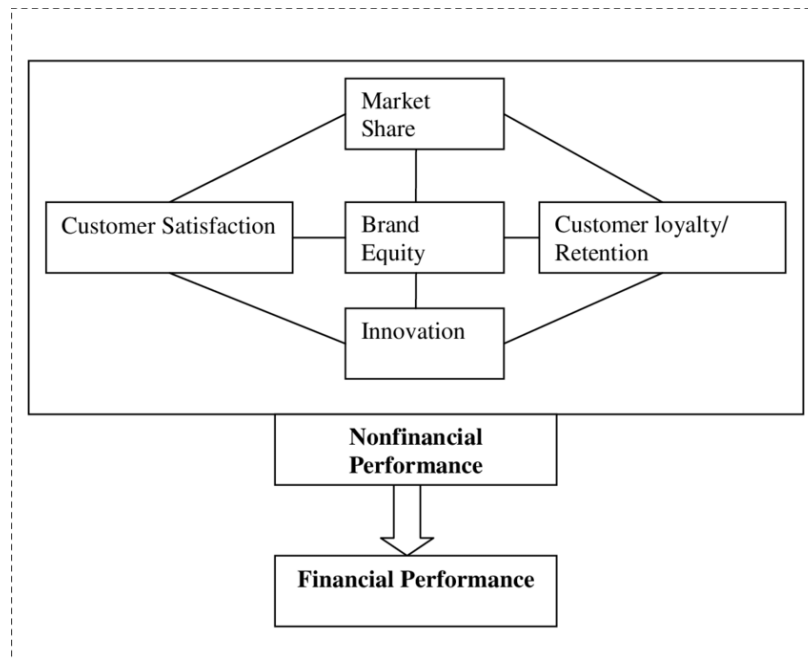 Market
Share
Customer Satisfaction
Brand
Equity
Customer loyalty/
Retention
Innovation
Nonfinancial
Performance
Financial Performance